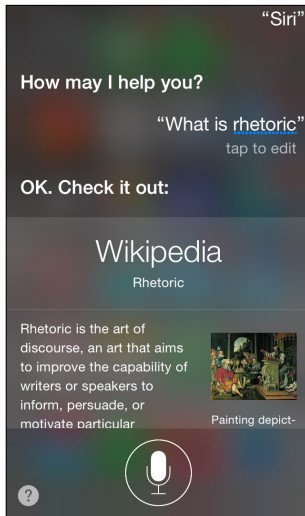 “Siri”
How may I help you?
“What is rhetoric”
tap to edit
OK. Check it out:
Wikipedia
Rhetoric
Rhetoric is the art of
discourse, an art that aims
to improve the capability of
writers or speakers to
inform, persuade, or
motivate particular
Painting depict-
?